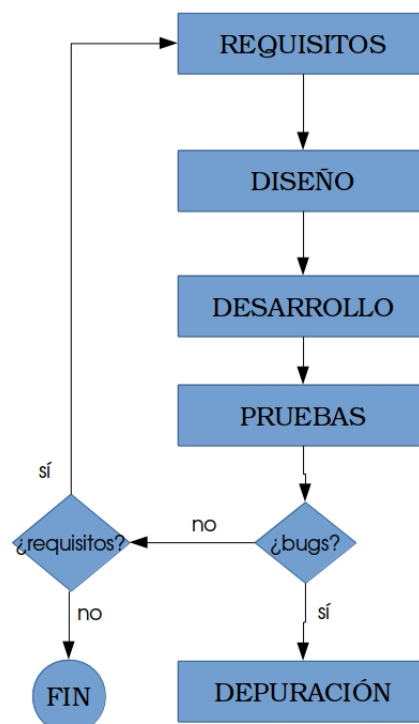 REQUISITOS
DISEÑO
DESARROLLO
PRUEBAS
sí
¿requisitos?
no
¿bugs?
no
sí
FIN
DEPURACIÓN